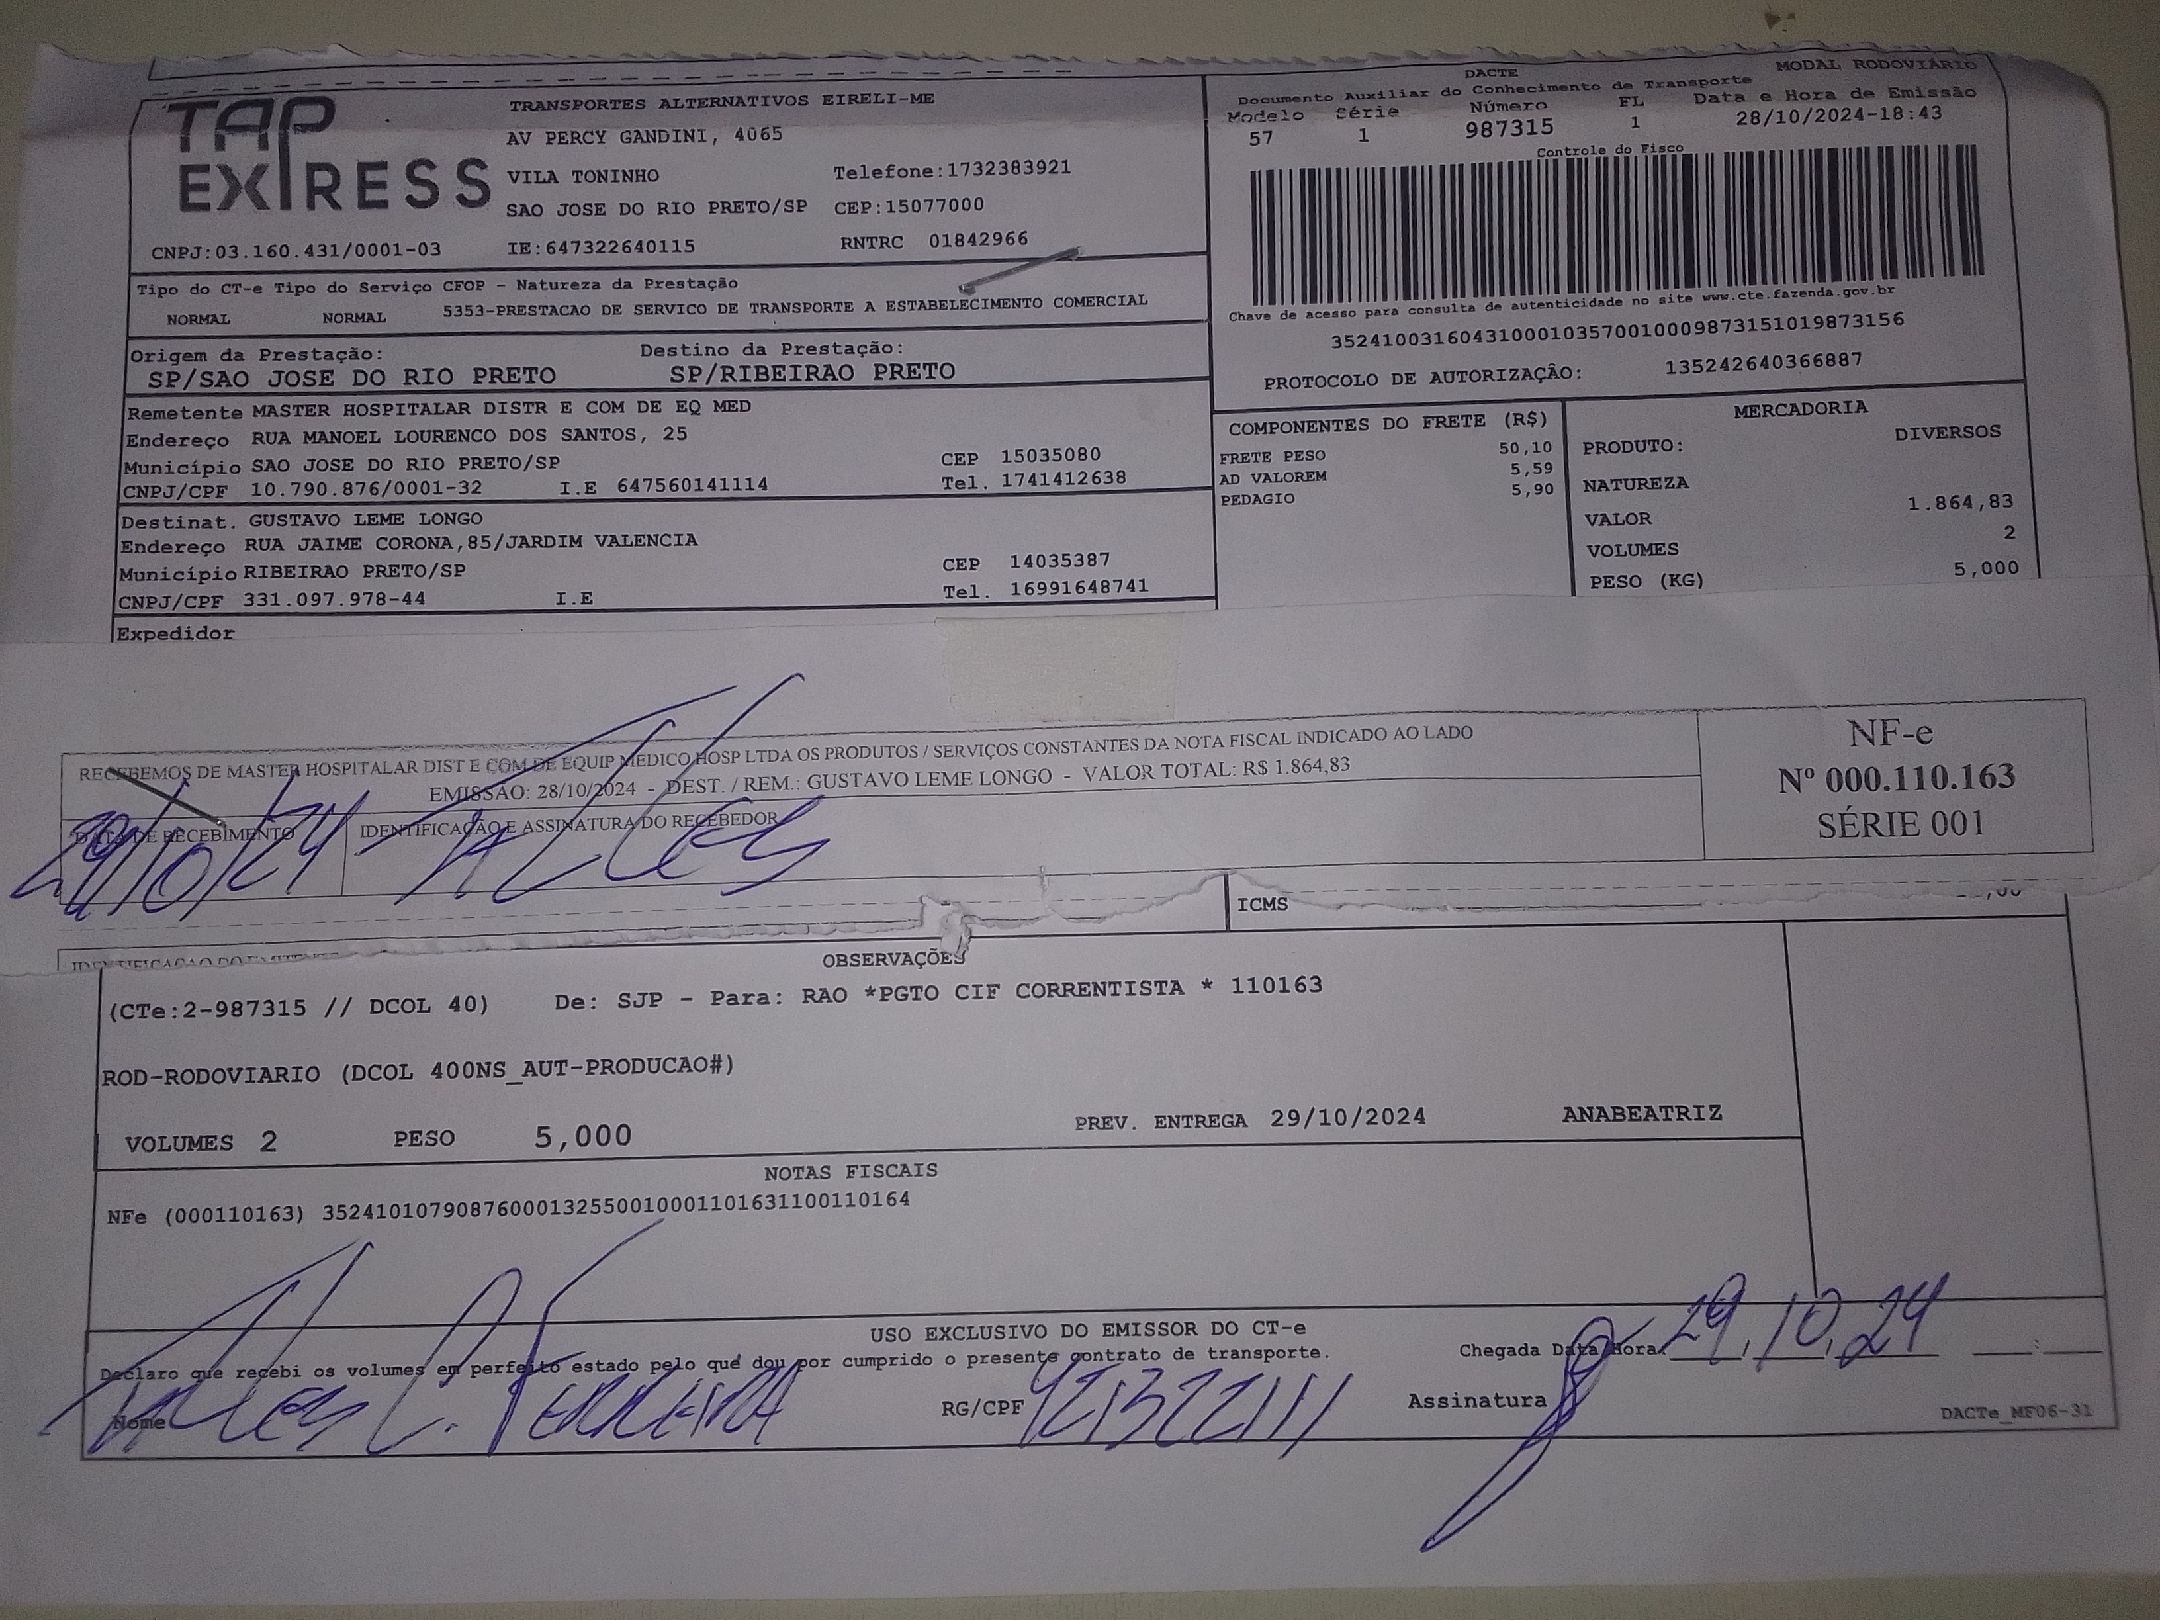 TAP EXPRESS
TRANSPORTES ALTERNATIVOS EIRELI-ME
AV PERCY GANDINI, 4065
VILA TONINHO Telefone:1732383921
SAO JOSE DO RIO PRETO/SP CEP:15077000
CNPJ:03.160.431/0001-03 IE:647322640115 RNTRC 01842966
DACTE MODAL RODOVIÁRIO
Documento Auxiliar do Conhecimento de Transporte
Modelo Série Número FL Data e Hora de Emissão
57 1 987315 1 28/10/2024-18:43
Controle do Fisco
Chave de acesso para consulta de autenticidade no site www.cte.fazenda.gov.br
35241003160431000103570010009873151019873156
PROTOCOLO DE AUTORIZAÇÃO: 135242640366887
Tipo do CT-e Tipo do Serviço CFOP - Natureza da Prestação
NORMAL NORMAL 5353-PRESTACAO DE SERVICO DE TRANSPORTE A ESTABELECIMENTO COMERCIAL
Origem da Prestação: Destino da Prestação:
SP/SAO JOSE DO RIO PRETO SP/RIBEIRAO PRETO
Remetente MASTER HOSPITALAR DISTR E COM DE EQ MED
Endereço RUA MANOEL LOURENCO DOS SANTOS, 25
Município SAO JOSE DO RIO PRETO/SP CEP 15035080
CNPJ/CPF 10.790.876/0001-32 I.E 647560141114 Tel. 1741412638
Destinat. GUSTAVO LEME LONGO
Endereço RUA JAIME CORONA,85/JARDIM VALENCIA
Município RIBEIRAO PRETO/SP CEP 14035387
CNPJ/CPF 331.097.978-44 I.E Tel. 16991648741
Expedidor
COMPONENTES DO FRETE (R$)
FRETE PESO 50,10
AD VALOREM 5,59
PEDAGIO 5,90
MERCADORIA
PRODUTO: DIVERSOS
NATUREZA
VALOR 1.864,83
VOLUMES 2
PESO (KG) 5,000
RECEBEMOS DE MASTER HOSPITALAR DIST E COM DE EQUIP MEDICO HOSP LTDA OS PRODUTOS / SERVIÇOS CONSTANTES DA NOTA FISCAL INDICADO AO LADO
EMISSÃO: 28/10/2024 - DEST. / REM.: GUSTAVO LEME LONGO - VALOR TOTAL: R$ 1.864,83
DATA DE RECEBIMENTO IDENTIFICAÇÃO E ASSINATURA DO RECEBEDOR
29/10/24 TALLES
NF-e
Nº 000.110.163
SÉRIE 001
ICMS
OBSERVAÇÕES
(CTe:2-987315 // DCOL 40) De: SJP - Para: RAO *PGTO CIF CORRENTISTA * 110163
ROD-RODOVIARIO (DCOL 400NS_AUT-PRODUCAO#)
VOLUMES 2 PESO 5,000 PREV. ENTREGA 29/10/2024 ANABEATRIZ
NOTAS FISCAIS
NFe (000110163) 35241010790876000132550010001101631100110164
USO EXCLUSIVO DO EMISSOR DO CT-e
Declaro que recebi os volumes em perfeito estado pelo que dou por cumprido o presente contrato de transporte.
Chegada Data/Hora: 29,10,24
Nome TALLES C. FERREIRA RG/CPF 421322111 Assinatura
DACTe_MF06-31